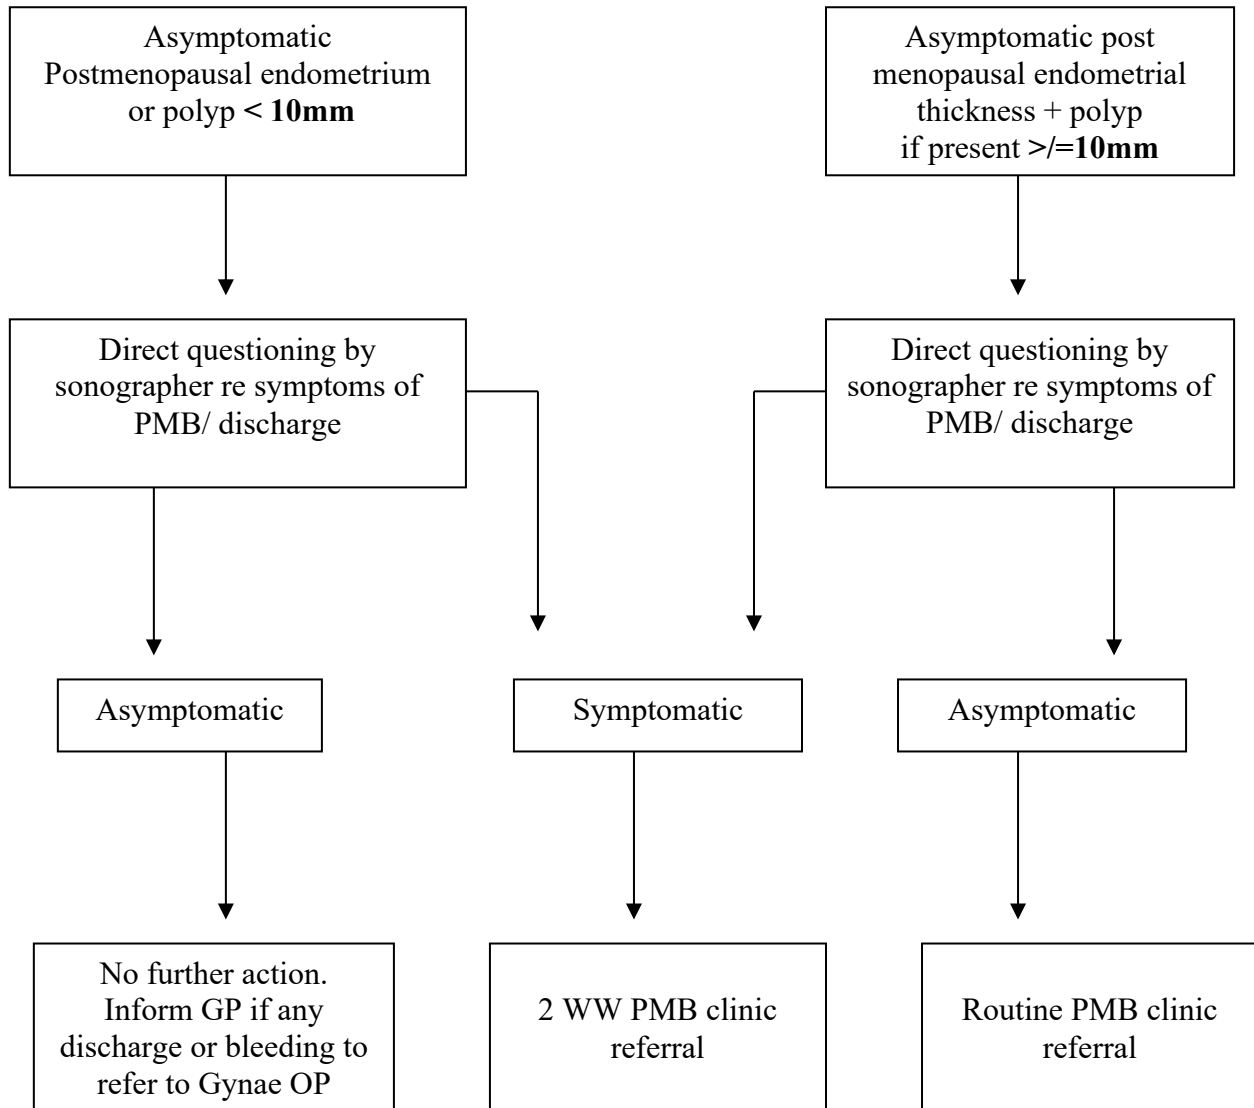 Asymptomatic
Postmenopausal endometrium
or polyp < 10mm
Asymptomatic post
menopausal endometrial
thickness + polyp
if present >/=10mm
Direct questioning by
sonographer re symptoms of
PMB/ discharge
Direct questioning by
sonographer re symptoms of
PMB/ discharge
Asymptomatic
Symptomatic
Asymptomatic
No further action.
Inform GP if any
discharge or bleeding to
refer to Gynae OP
2 WW PMB clinic
referral
Routine PMB clinic
referral